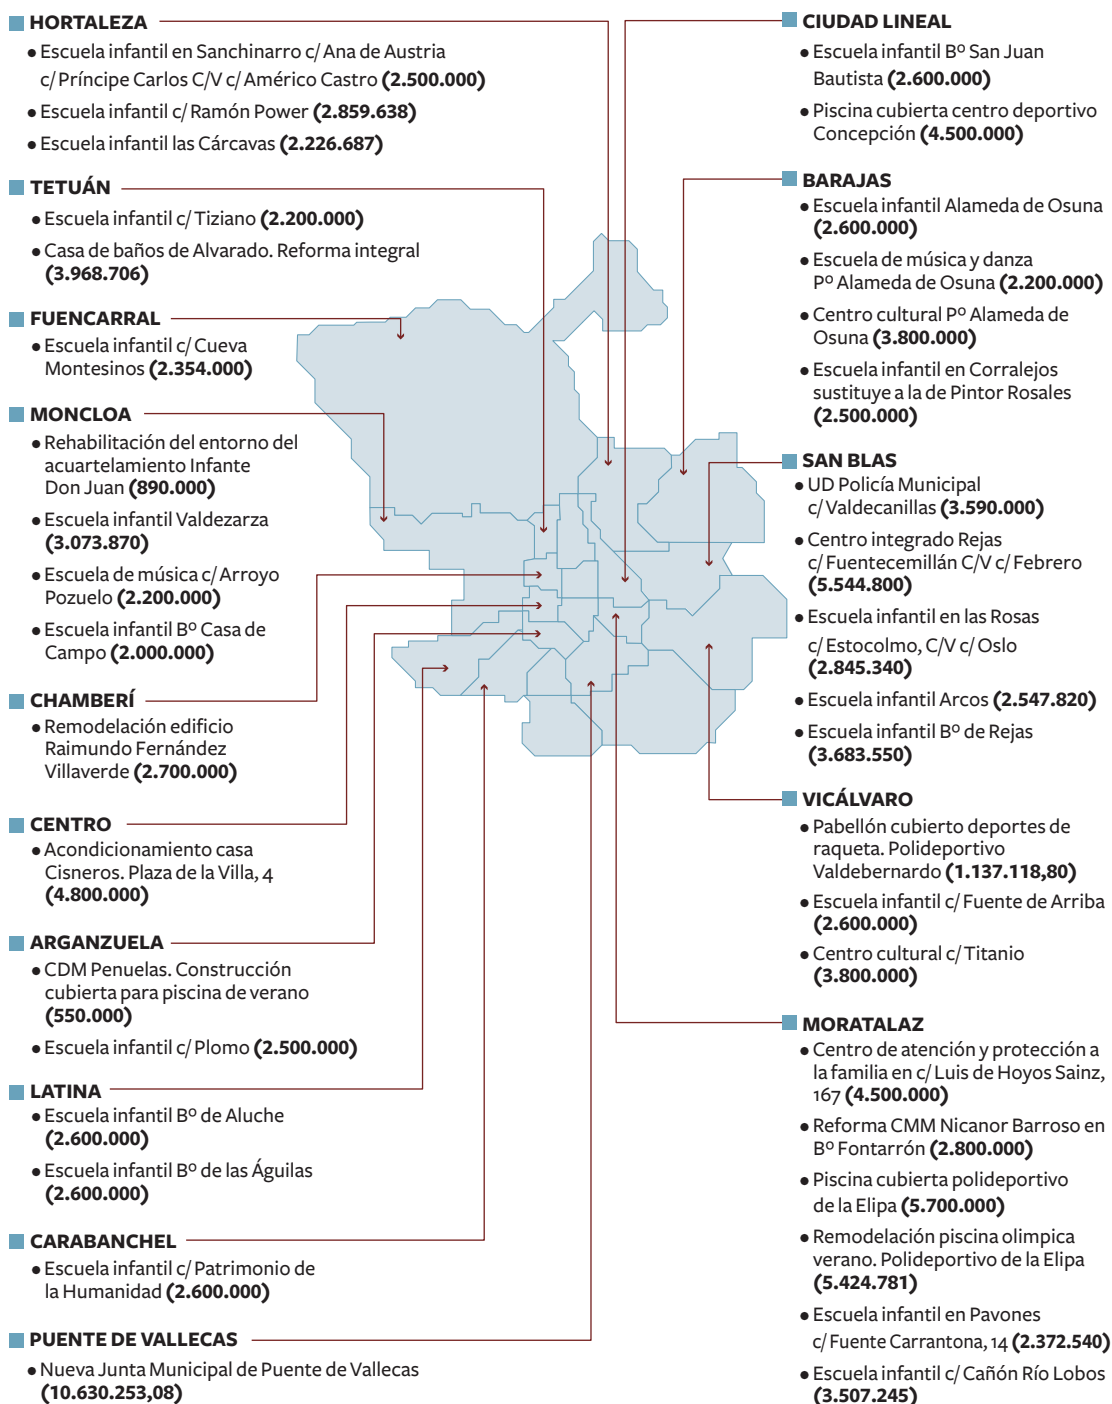 HORTALEZA
● Escuela infantil en Sanchinarro c/ Ana de Austria
c/ Príncipe Carlos C/V c/ Américo Castro (2.500.000)
● Escuela infantil c/ Ramón Power (2.859.638)
● Escuela infantil las Cárcavas (2.226.687)
TETUÁN
● Escuela infantil c/ Tiziano (2.200.000)
● Casa de baños de Alvarado. Reforma integral
(3.968.706)
FUENCARRAL
● Escuela infantil c/ Cueva
Montesinos (2.354.000)
MONCLOA
● Rehabilitación del entorno del
acuartelamiento Infante
Don Juan (890.000)
● Escuela infantil Valdezarza
(3.073.870)
● Escuela de música c/ Arroyo
Pozuelo (2.200.000)
● Escuela infantil Bº Casa de
Campo (2.000.000)
CHAMBERÍ
● Remodelación edificio
Raimundo Fernández
Villaverde (2.700.000)
CENTRO
● Acondicionamiento casa
Cisneros. Plaza de la Villa, 4
(4.800.000)
ARGANZUELA
● CDM Penuelas. Construcción
cubierta para piscina de verano
(550.000)
● Escuela infantil c/ Plomo (2.500.000)
LATINA
● Escuela infantil Bº de Aluche
(2.600.000)
● Escuela infantil Bº de las Águilas
(2.600.000)
CARABANCHEL
● Escuela infantil c/ Patrimonio de
la Humanidad (2.600.000)
PUENTE DE VALLECAS
● Nueva Junta Municipal de Puente de Vallecas
(10.630.253,08)
CIUDAD LINEAL
● Escuela infantil Bº San Juan
Bautista (2.600.000)
● Piscina cubierta centro deportivo
Concepción (4.500.000)
BARAJAS
● Escuela infantil Alameda de Osuna
(2.600.000)
● Escuela de música y danza
Pº Alameda de Osuna (2.200.000)
● Centro cultural Pº Alameda de
Osuna (3.800.000)
● Escuela infantil en Corralejos
sustituye a la de Pintor Rosales
(2.500.000)
SAN BLAS
● UD Policía Municipal
c/ Valdecanillas (3.590.000)
● Centro integrado Rejas
c/ Fuentecemillán C/V c/ Febrero
(5.544.800)
● Escuela infantil en las Rosas
c/ Estocolmo, C/V c/ Oslo
(2.845.340)
● Escuela infantil Arcos (2.547.820)
● Escuela infantil Bº de Rejas
(3.683.550)
VICÁLVARO
● Pabellón cubierto deportes de
raqueta. Polideportivo
Valdebernardo (1.137.118,80)
● Escuela infantil c/ Fuente de Arriba
(2.600.000)
● Centro cultural c/ Titanio
(3.800.000)
MORATALAZ
● Centro de atención y protección a
la familia en c/ Luis de Hoyos Sainz,
167 (4.500.000)
● Reforma CMM Nicanor Barroso en
Bº Fontarrón (2.800.000)
● Piscina cubierta polideportivo
de la Elipa (5.700.000)
● Remodelación piscina olimpica
verano. Polideportivo de la Elipa
(5.424.781)
● Escuela infantil en Pavones
c/ Fuente Carrantona, 14 (2.372.540)
● Escuela infantil c/ Cañón Río Lobos
(3.507.245)